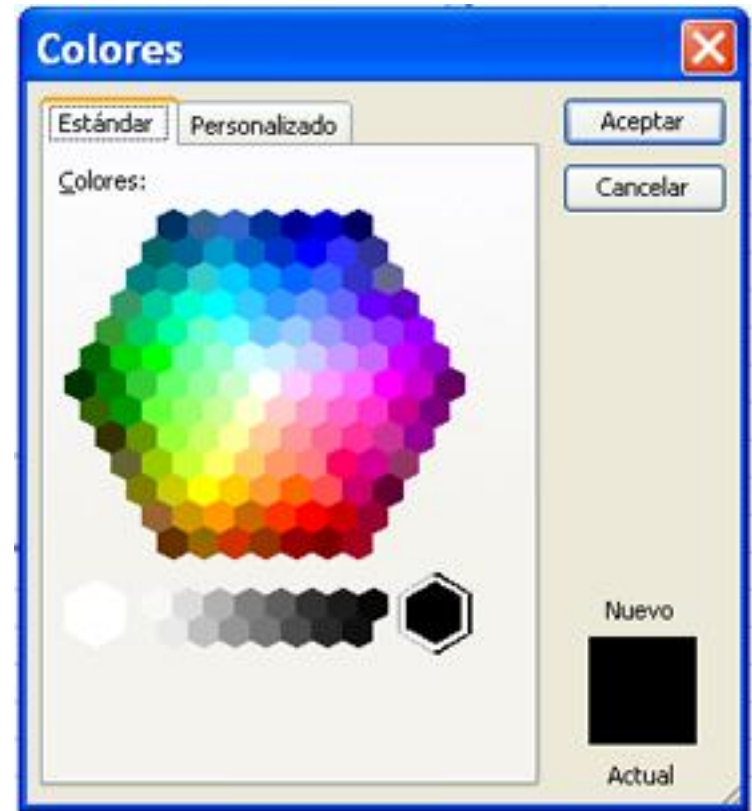 Colores
Estándar
Personalizado
Aceptar
Colores:
Cancelar
Nuevo
Actual